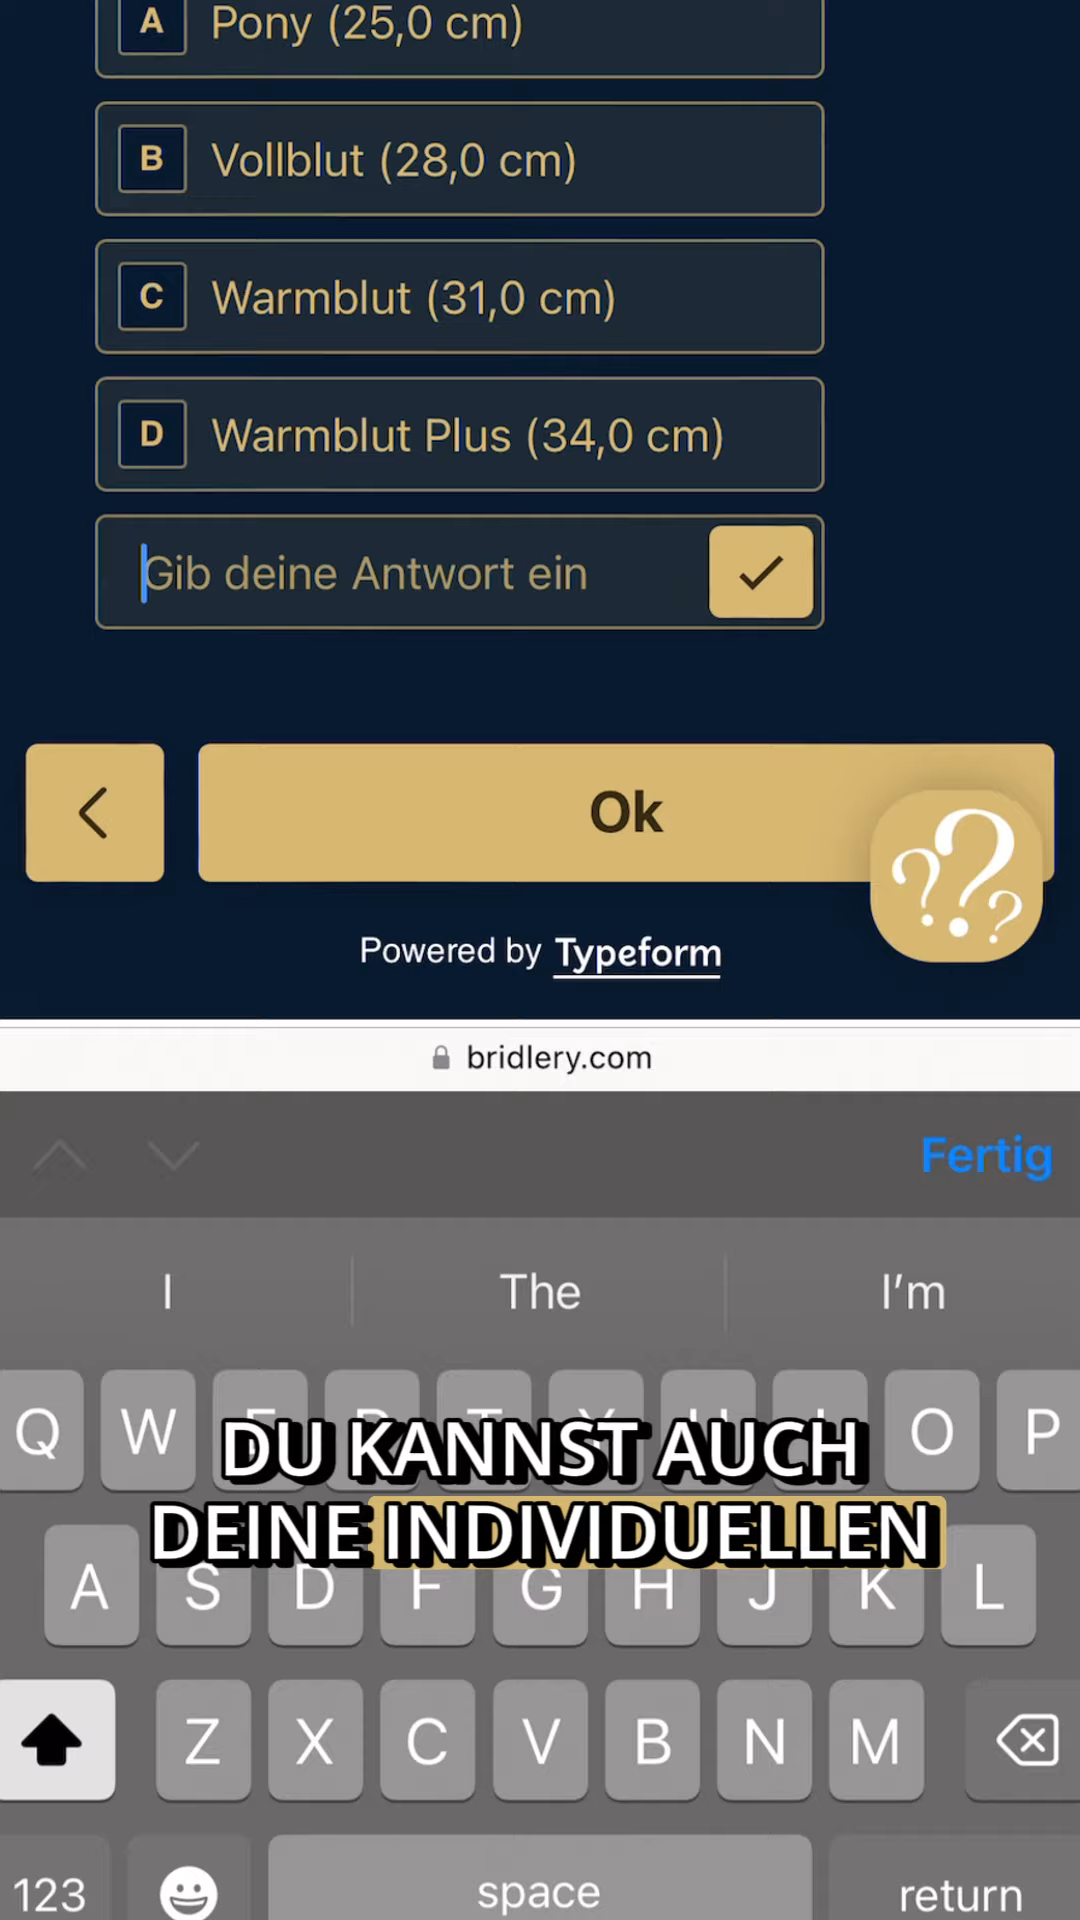 A Pony (25,0 cm)
B Vollblut (28,0 cm)
C Warmblut (31,0 cm)
D Warmblut Plus (34,0 cm)
Gib deine Antwort ein
Ok
???
Powered by Typeform
bridlery.com
Fertig
I The I'm
Q W E R T Y U I O P
DU KANNST AUCH
DEINE INDIVIDUELLEN
A S D F G H J K L
Z X C V B N M
123 space return